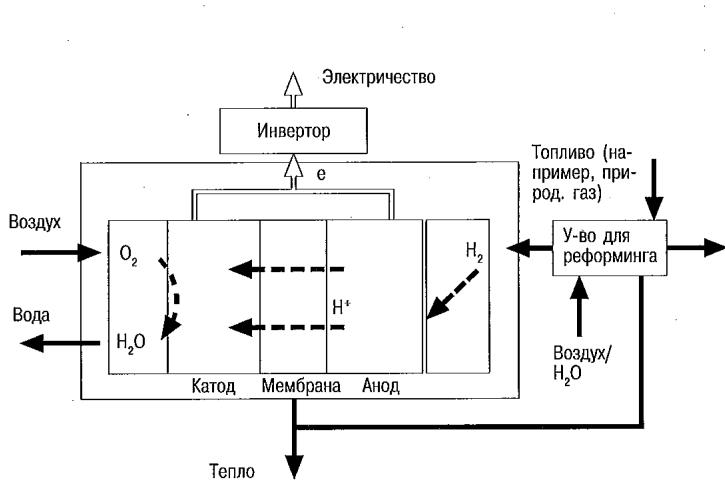 Электричество
Инвертор
e
Топливо (на-
пример, при-
род. газ)
Воздух
У-во для
реформинга
O₂
H₂
H⁺
Вода
H₂O
Воздух/
H₂O
Катод
Мембрана
Анод
Тепло